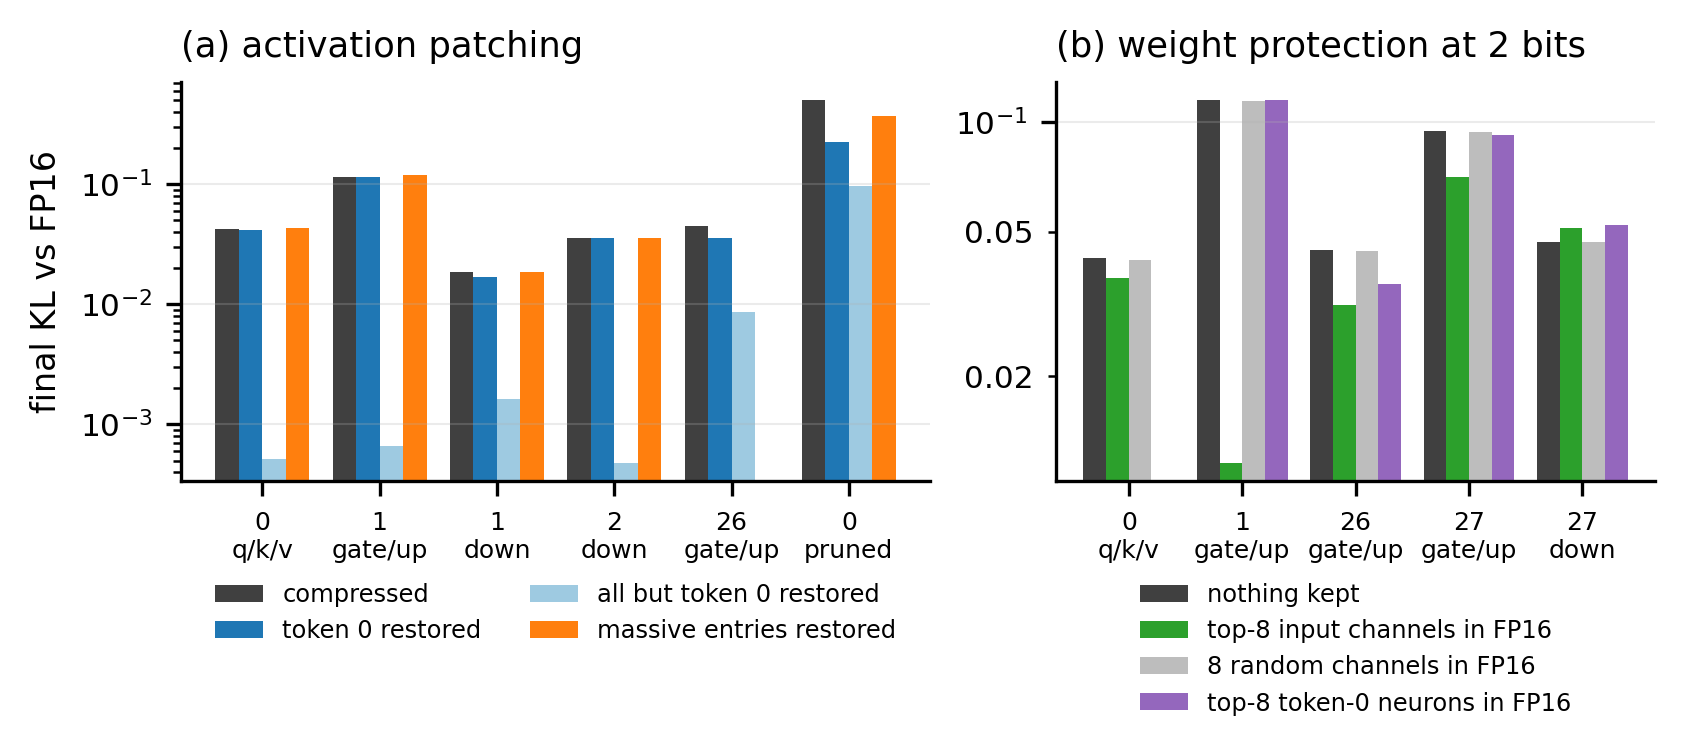 (a) activation patching
final KL vs FP16
10⁻¹
10⁻²
10⁻³
0 1 1 2 26 0
q/k/v gate/up down down gate/up pruned
compressed
token 0 restored
all but token 0 restored
massive entries restored
(b) weight protection at 2 bits
10⁻¹
0.05
0.02
0 1 26 27 27
q/k/v gate/up gate/up gate/up down
nothing kept
top-8 input channels in FP16
8 random channels in FP16
top-8 token-0 neurons in FP16